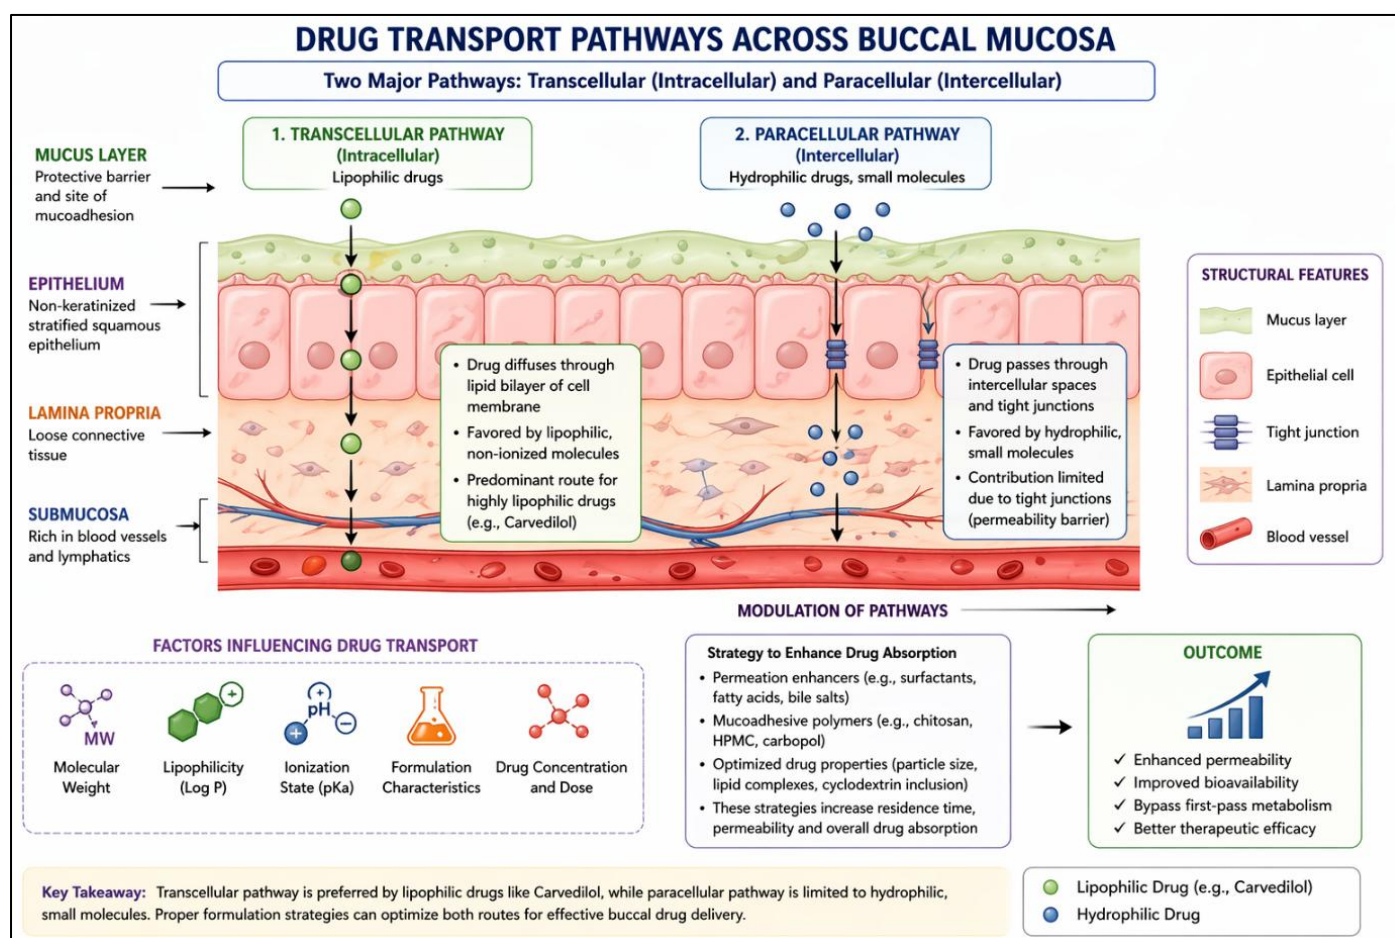 DRUG TRANSPORT PATHWAYS ACROSS BUCCAL MUCOSA
Two Major Pathways: Transcellular (Intracellular) and Paracellular (Intercellular)
1. TRANSCELLULAR PATHWAY
(Intracellular)
Lipophilic drugs
2. PARACELLULAR PATHWAY
(Intercellular)
Hydrophilic drugs, small molecules
MUCUS LAYER
Protective barrier
and site of
mucoadhesion
EPITHELIUM
Non-keratinized
stratified squamous
epithelium
LAMINA PROPRIA
Loose connective
tissue
SUBMUCOSA
Rich in blood vessels
and lymphatics
• Drug diffuses through
lipid bilayer of cell
membrane
• Favored by lipophilic,
non-ionized molecules
• Predominant route for
highly lipophilic drugs
(e.g., Carvedilol)
• Drug passes through
intercellular spaces
and tight junctions
• Favored by hydrophilic,
small molecules
• Contribution limited
due to tight junctions
(permeability barrier)
STRUCTURAL FEATURES
Mucus layer
Epithelial cell
Tight junction
Lamina propria
Blood vessel
FACTORS INFLUENCING DRUG TRANSPORT
MW
Molecular
Weight
+
Lipophilicity
(Log P)
+
pH
+
−
Ionization
State (pKa)
Formulation
Characteristics
Drug Concentration
and Dose
MODULATION OF PATHWAYS
Strategy to Enhance Drug Absorption
• Permeation enhancers (e.g., surfactants,
fatty acids, bile salts)
• Mucoadhesive polymers (e.g., chitosan,
HPMC, carbopol)
• Optimized drug properties (particle size,
lipid complexes, cyclodextrin inclusion)
• These strategies increase residence time,
permeability and overall drug absorption
OUTCOME
✓ Enhanced permeability
✓ Improved bioavailability
✓ Bypass first-pass metabolism
✓ Better therapeutic efficacy
Key Takeaway: Transcellular pathway is preferred by lipophilic drugs like Carvedilol, while paracellular pathway is limited to hydrophilic,
small molecules. Proper formulation strategies can optimize both routes for effective buccal drug delivery.
Lipophilic Drug (e.g., Carvedilol)
Hydrophilic Drug